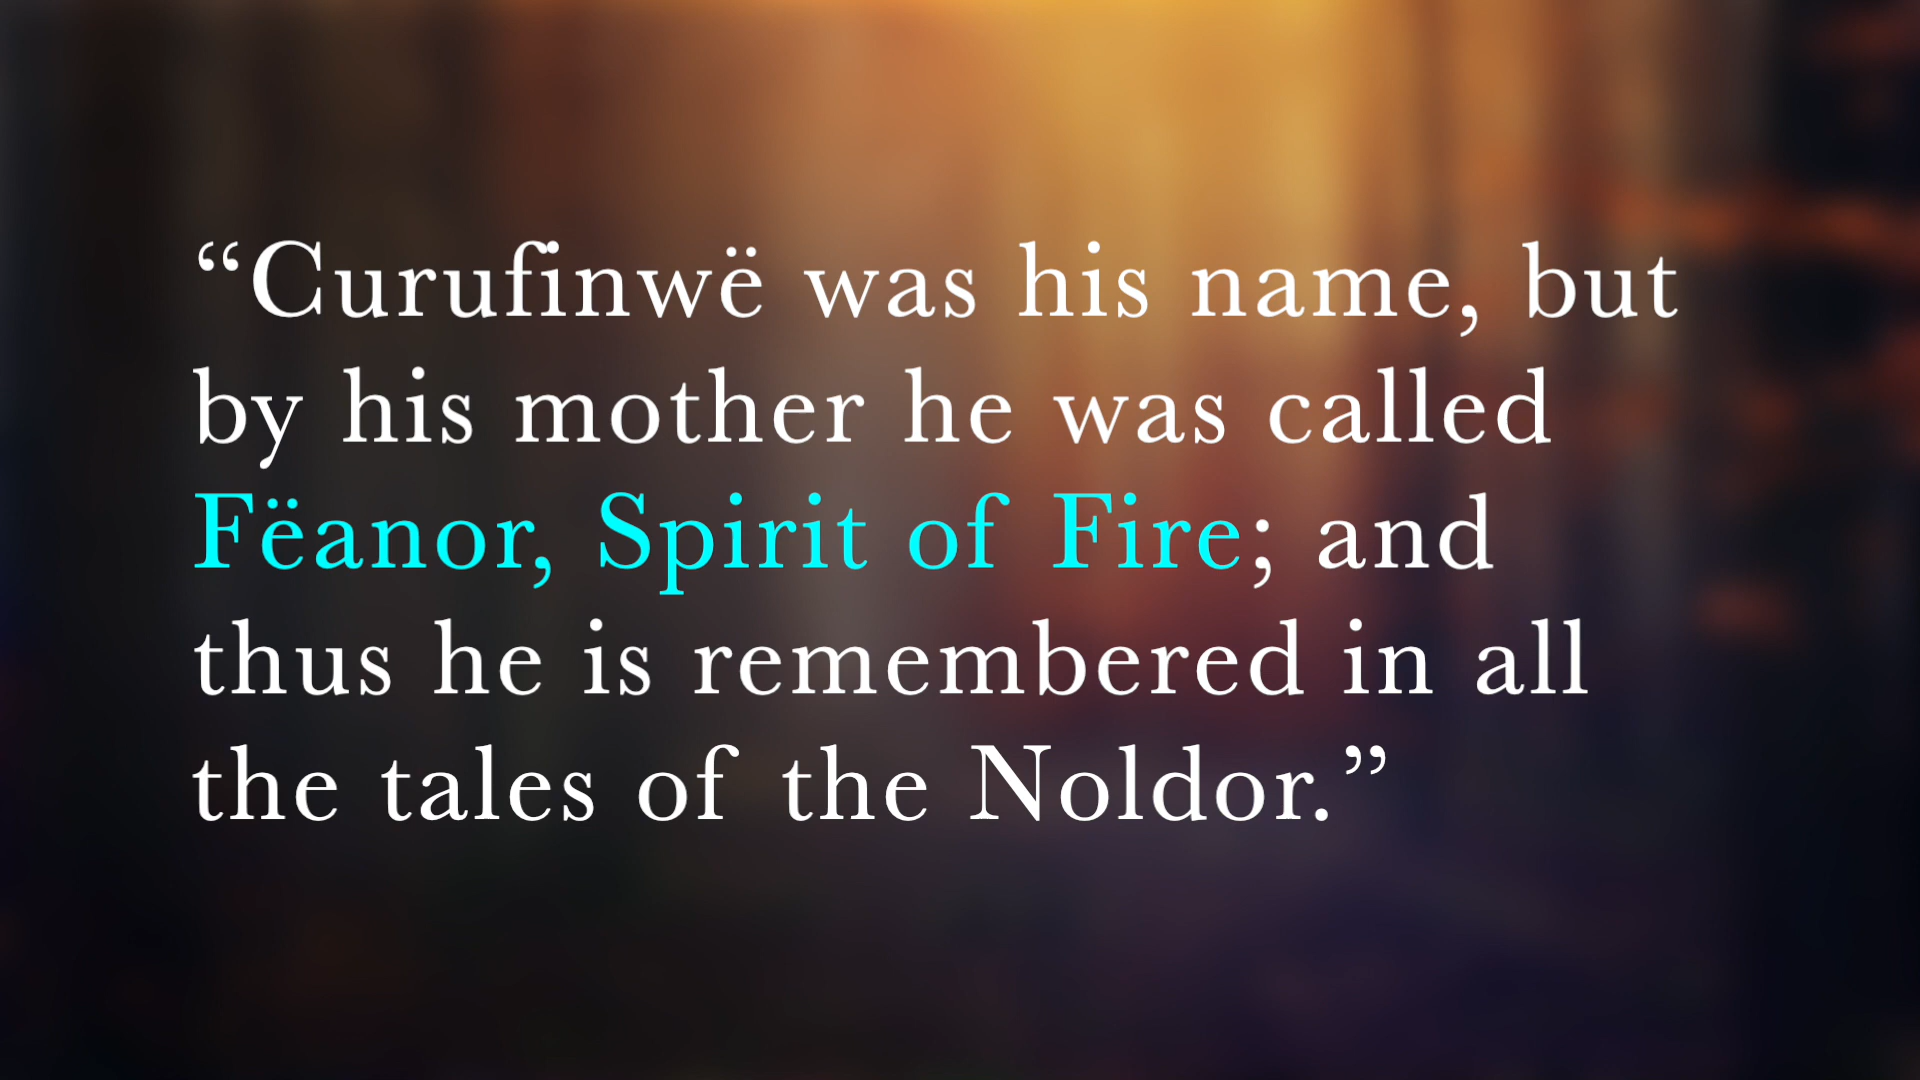 “Curufinwë was his name, but
by his mother he was called
Fëanor, Spirit of Fire; and
thus he is remembered in all
the tales of the Noldor.”